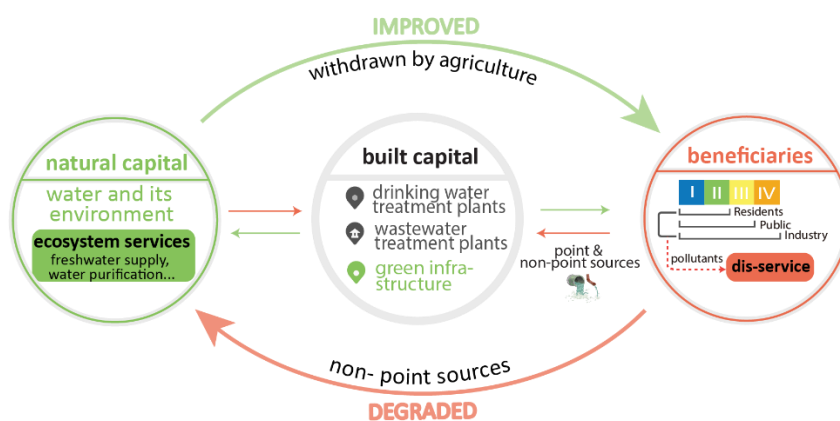 IMPROVED
withdrawn by agriculture
natural capital
water and its
environment
ecosystem services
freshwater supply,
water purification...
built capital
drinking water
treatment plants
wastewater
treatment plants
green infra-
structure
point &
non-point sources
beneficiaries
I II III IV
Residents
Public
Industry
pollutants
dis-service
non- point sources
DEGRADED